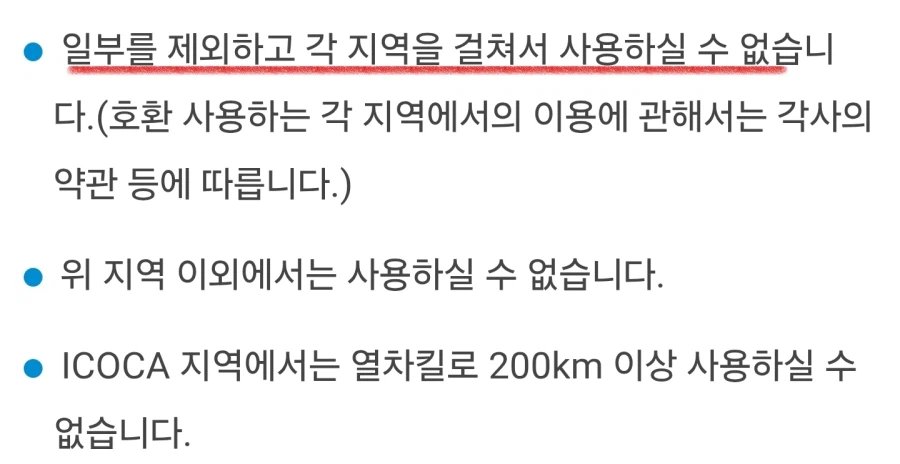 일부를 제외하고 각 지역을 걸쳐서 사용하실 수 없습니
다.(호환 사용하는 각 지역에서의 이용에 관해서는 각사의
약관 등에 따릅니다.)
위 지역 이외에서는 사용하실 수 없습니다.
ICOCA 지역에서는 열차킬로 200km 이상 사용하실 수
없습니다.